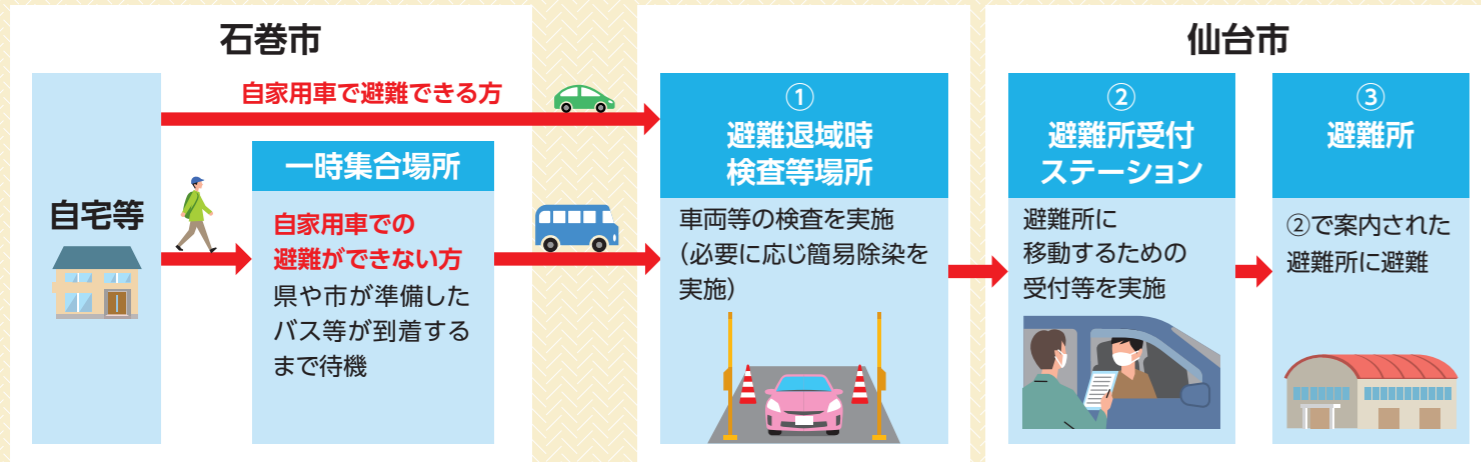 石巻市
自宅等
自家用車で避難できる方
一時集合場所
自家用車での
避難ができない方
県や市が準備した
バス等が到着する
まで待機
①
避難退域時
検査等場所
車両等の検査を実施
(必要に応じ簡易除染を
実施)
仙台市
②
避難所受付
ステーション
避難所に
移動するための
受付等を実施
③
避難所
②で案内された
避難所に避難